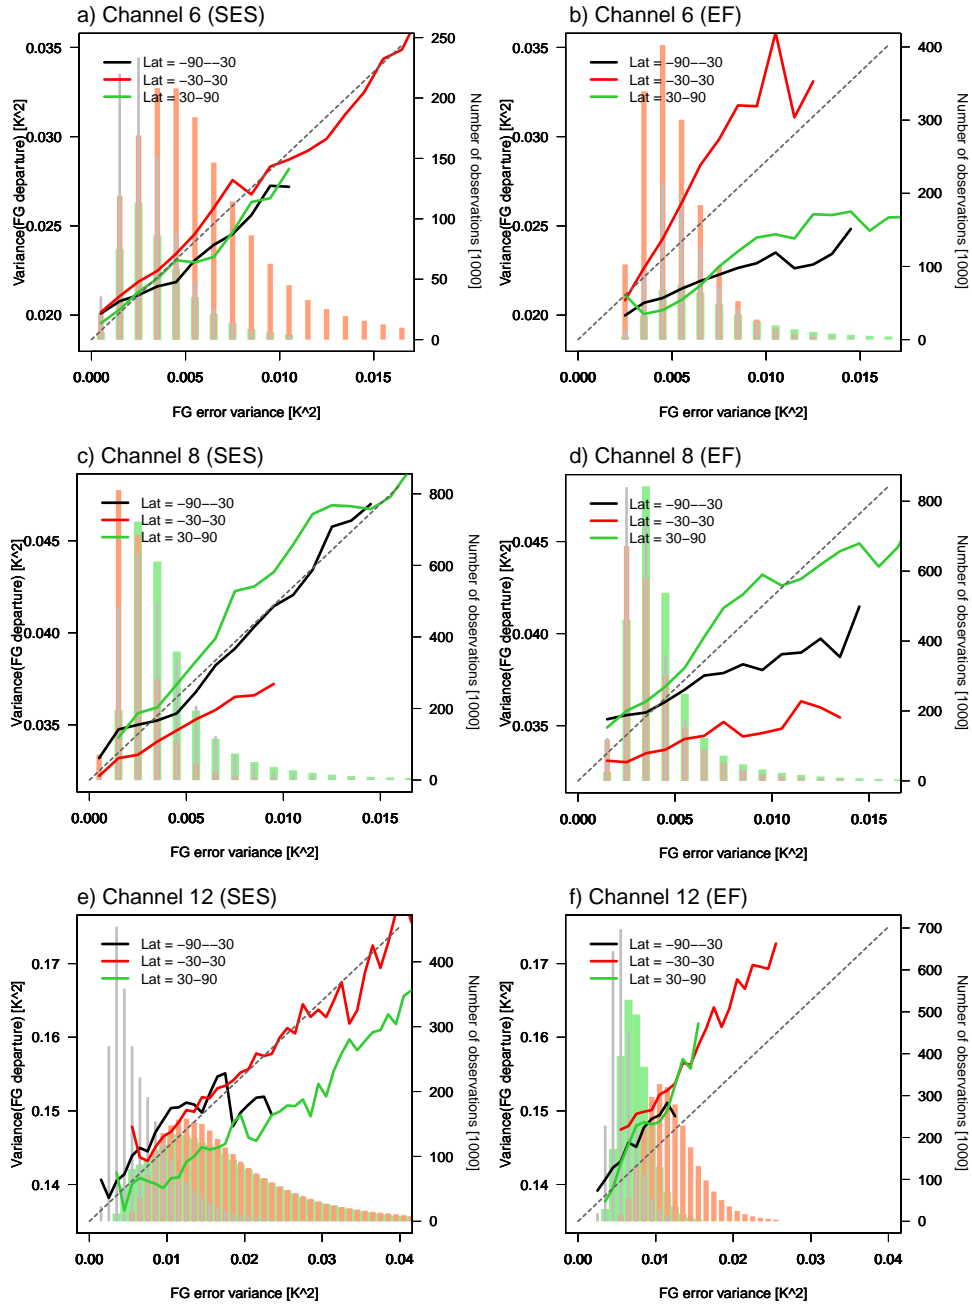 a) Channel 6 (SES)
Lat = −90−−30
Lat = −30−30
Lat = 30−90
0.035
0.030
0.025
0.020
Variance(FG departure) [K^2]
250
200
150
100
50
0
Number of observations [1000]
0.000 0.005 0.010 0.015
FG error variance [K^2]
b) Channel 6 (EF)
Lat = −90−−30
Lat = −30−30
Lat = 30−90
0.035
0.030
0.025
0.020
Variance(FG departure) [K^2]
400
300
200
100
0
Number of observations [1000]
0.000 0.005 0.010 0.015
FG error variance [K^2]
c) Channel 8 (SES)
Lat = −90−−30
Lat = −30−30
Lat = 30−90
0.045
0.040
0.035
Variance(FG departure) [K^2]
800
600
400
200
0
Number of observations [1000]
0.000 0.005 0.010 0.015
FG error variance [K^2]
d) Channel 8 (EF)
Lat = −90−−30
Lat = −30−30
Lat = 30−90
0.045
0.040
0.035
Variance(FG departure) [K^2]
800
600
400
200
0
Number of observations [1000]
0.000 0.005 0.010 0.015
FG error variance [K^2]
e) Channel 12 (SES)
Lat = −90−−30
Lat = −30−30
Lat = 30−90
0.17
0.16
0.15
0.14
Variance(FG departure) [K^2]
400
300
200
100
0
Number of observations [1000]
0.00 0.01 0.02 0.03 0.04
FG error variance [K^2]
f) Channel 12 (EF)
Lat = −90−−30
Lat = −30−30
Lat = 30−90
0.17
0.16
0.15
0.14
Variance(FG departure) [K^2]
700
600
500
400
300
200
100
0
Number of observations [1000]
0.00 0.01 0.02 0.03 0.04
FG error variance [K^2]